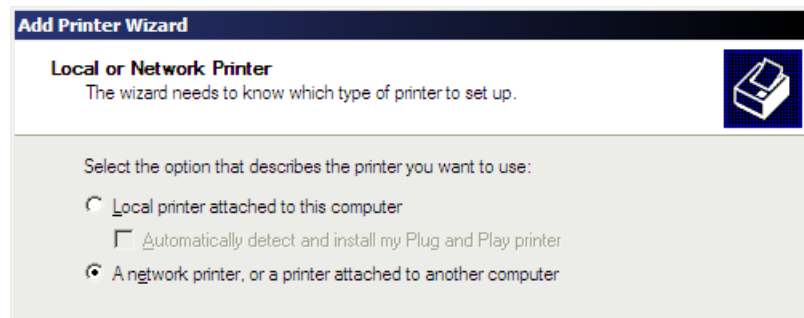 Add Printer Wizard
Local or Network Printer
The wizard needs to know which type of printer to set up.
Select the option that describes the printer you want to use:
Local printer attached to this computer
Automatically detect and install my Plug and Play printer
A network printer, or a printer attached to another computer